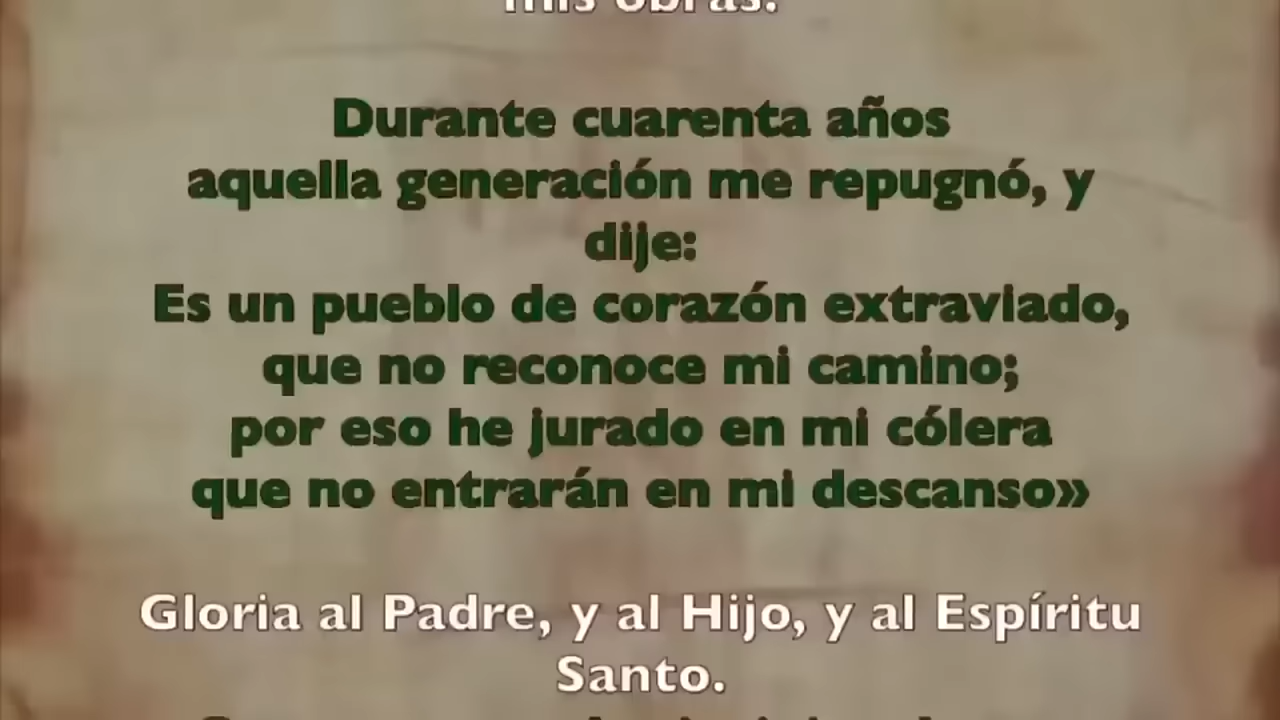 mis obras.
Durante cuarenta años
aquella generación me repugnó, y
dije:
Es un pueblo de corazón extraviado,
que no reconoce mi camino;
por eso he jurado en mi cólera
que no entrarán en mi descanso»
Gloria al Padre, y al Hijo, y al Espíritu
Santo.